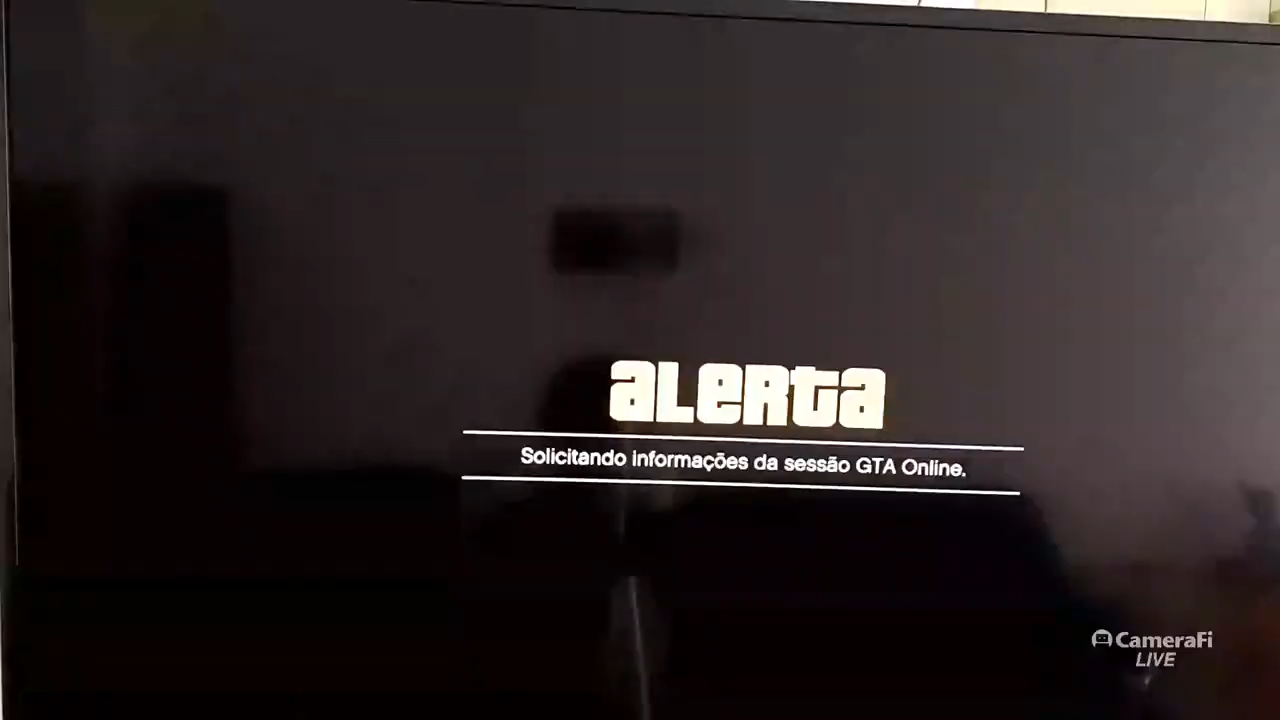 alerta
Solicitando informações da sessão GTA Online.
CameraFi
LIVE